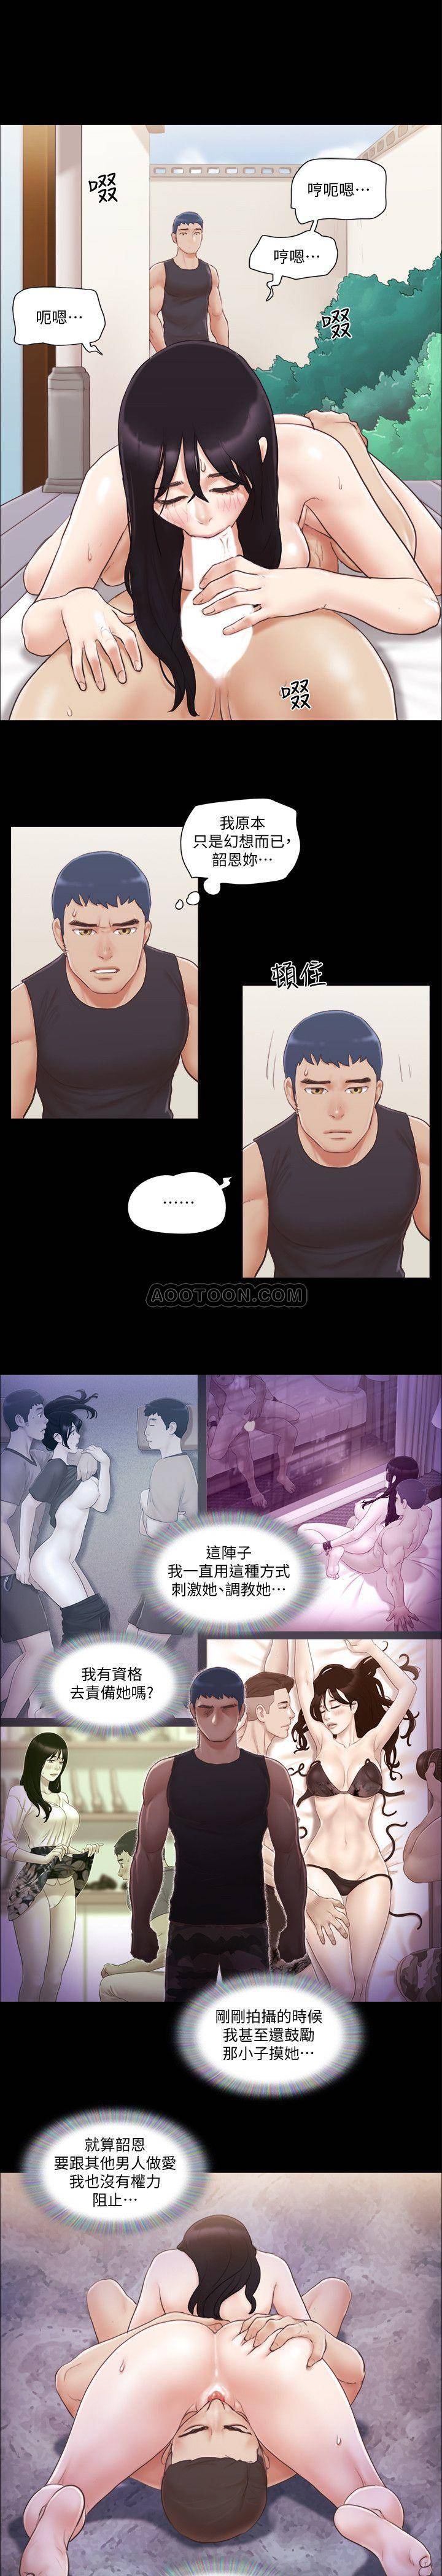 啜啜
哼呃嗯…
哼嗯…
呃嗯…
啜啜
啜啜
我原本
只是幻想而已，
韶恩妳…
頓住
……
AOOTOON.COM
這陣子
我一直用這種方式
刺激她、調教她…
我有資格
去責備她嗎?
剛剛拍攝的時候
我甚至還鼓勵
那小子摸她…
就算韶恩
要跟其他男人做愛
我也沒有權力
阻止…